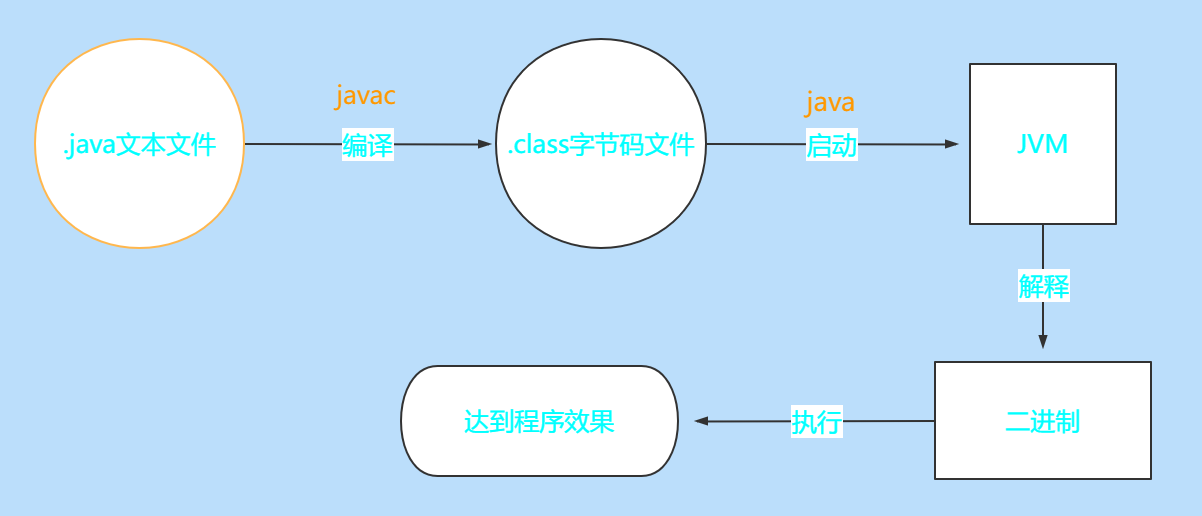 .java文本文件
javac
编译
.class字节码文件
java
启动
JVM
解释
二进制
执行
达到程序效果